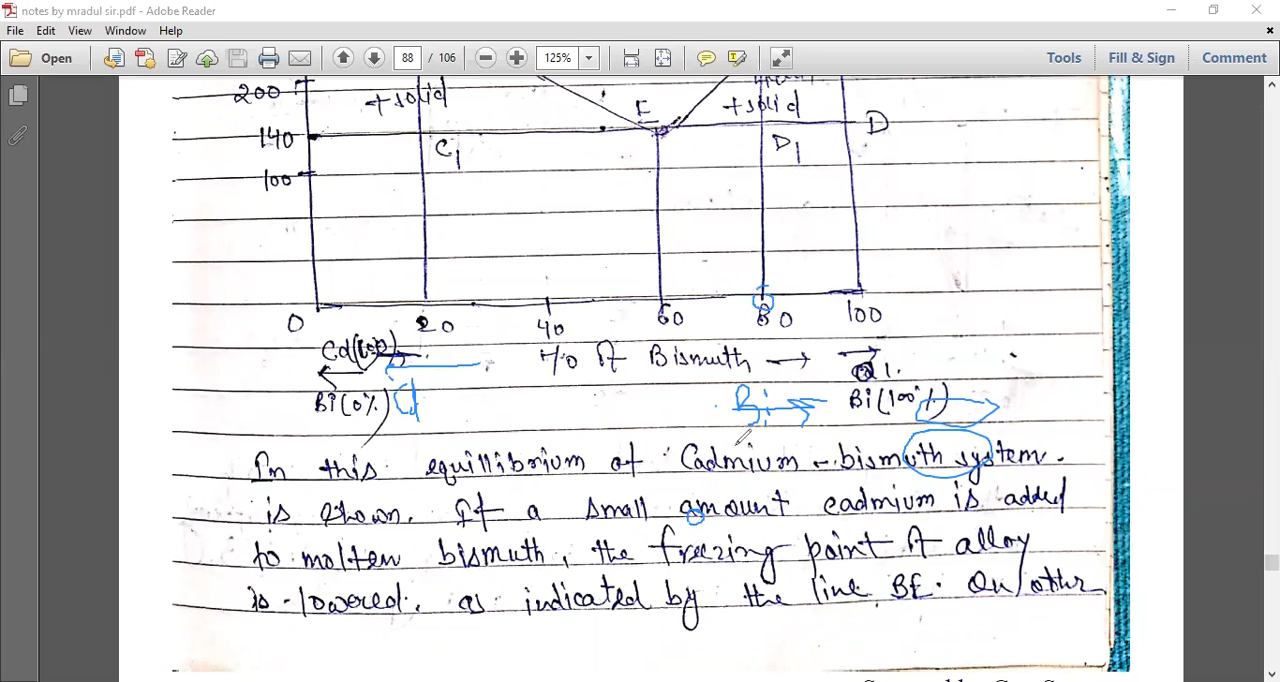 notes by mradul sir.pdf - Adobe Reader
File Edit View Window Help
Open 88 / 106 125% Tools Fill & Sign Comment
200 + solid + solid
E
140 C1 D1 D
100
0 20 40 60 80 100
Cd(100) % of Bismuth →
Bi(0%) Cd Bi Bi(100%)
In this equillibrium of Cadmium - bismuth system.
is shown. If a small amount cadmium is added
to molten bismuth, the freezing point of alloy
is lowered. as indicated by the line BE. On other